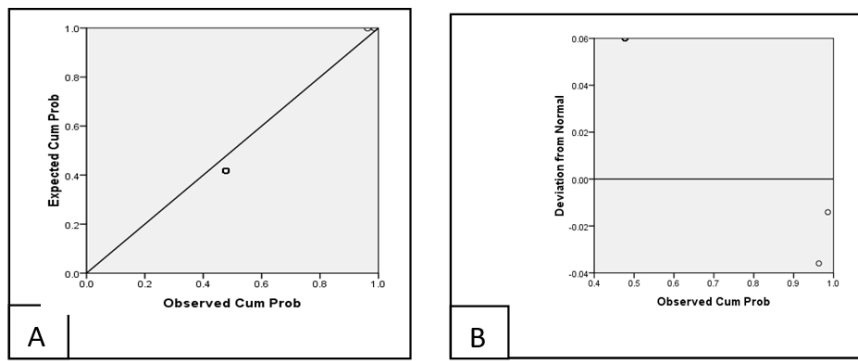 1.0
0.8
0.6
0.4
0.2
0.0
Expected Cum Prob
0.0 0.2 0.4 0.6 0.8 1.0
Observed Cum Prob
A
0.06
0.04
0.02
0.00
-0.02
-0.04
Deviation from Normal
0.4 0.5 0.6 0.7 0.8 0.9 1.0
Observed Cum Prob
B